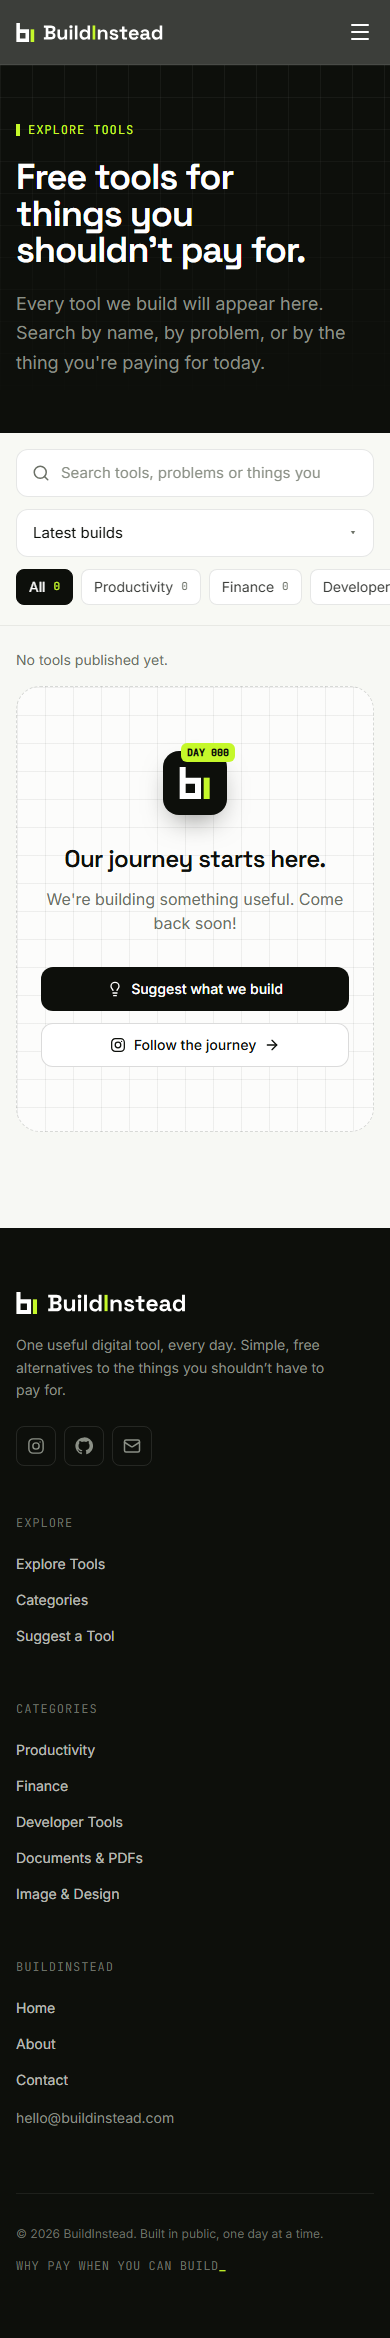 BuildInstead
EXPLORE TOOLS
Free tools for
things you
shouldn’t pay for.
Every tool we build will appear here.
Search by name, by problem, or by the
thing you're paying for today.
Search tools, problems or things you
Latest builds
All 0 Productivity 0 Finance 0 Developer
No tools published yet.
DAY 000
Our journey starts here.
We're building something useful. Come
back soon!
Suggest what we build
Follow the journey →
BuildInstead
One useful digital tool, every day. Simple, free
alternatives to the things you shouldn’t have to
pay for.
EXPLORE
Explore Tools
Categories
Suggest a Tool
CATEGORIES
Productivity
Finance
Developer Tools
Documents & PDFs
Image & Design
BUILDINSTEAD
Home
About
Contact
hello@buildinstead.com
© 2026 BuildInstead. Built in public, one day at a time.
WHY PAY WHEN YOU CAN BUILD_